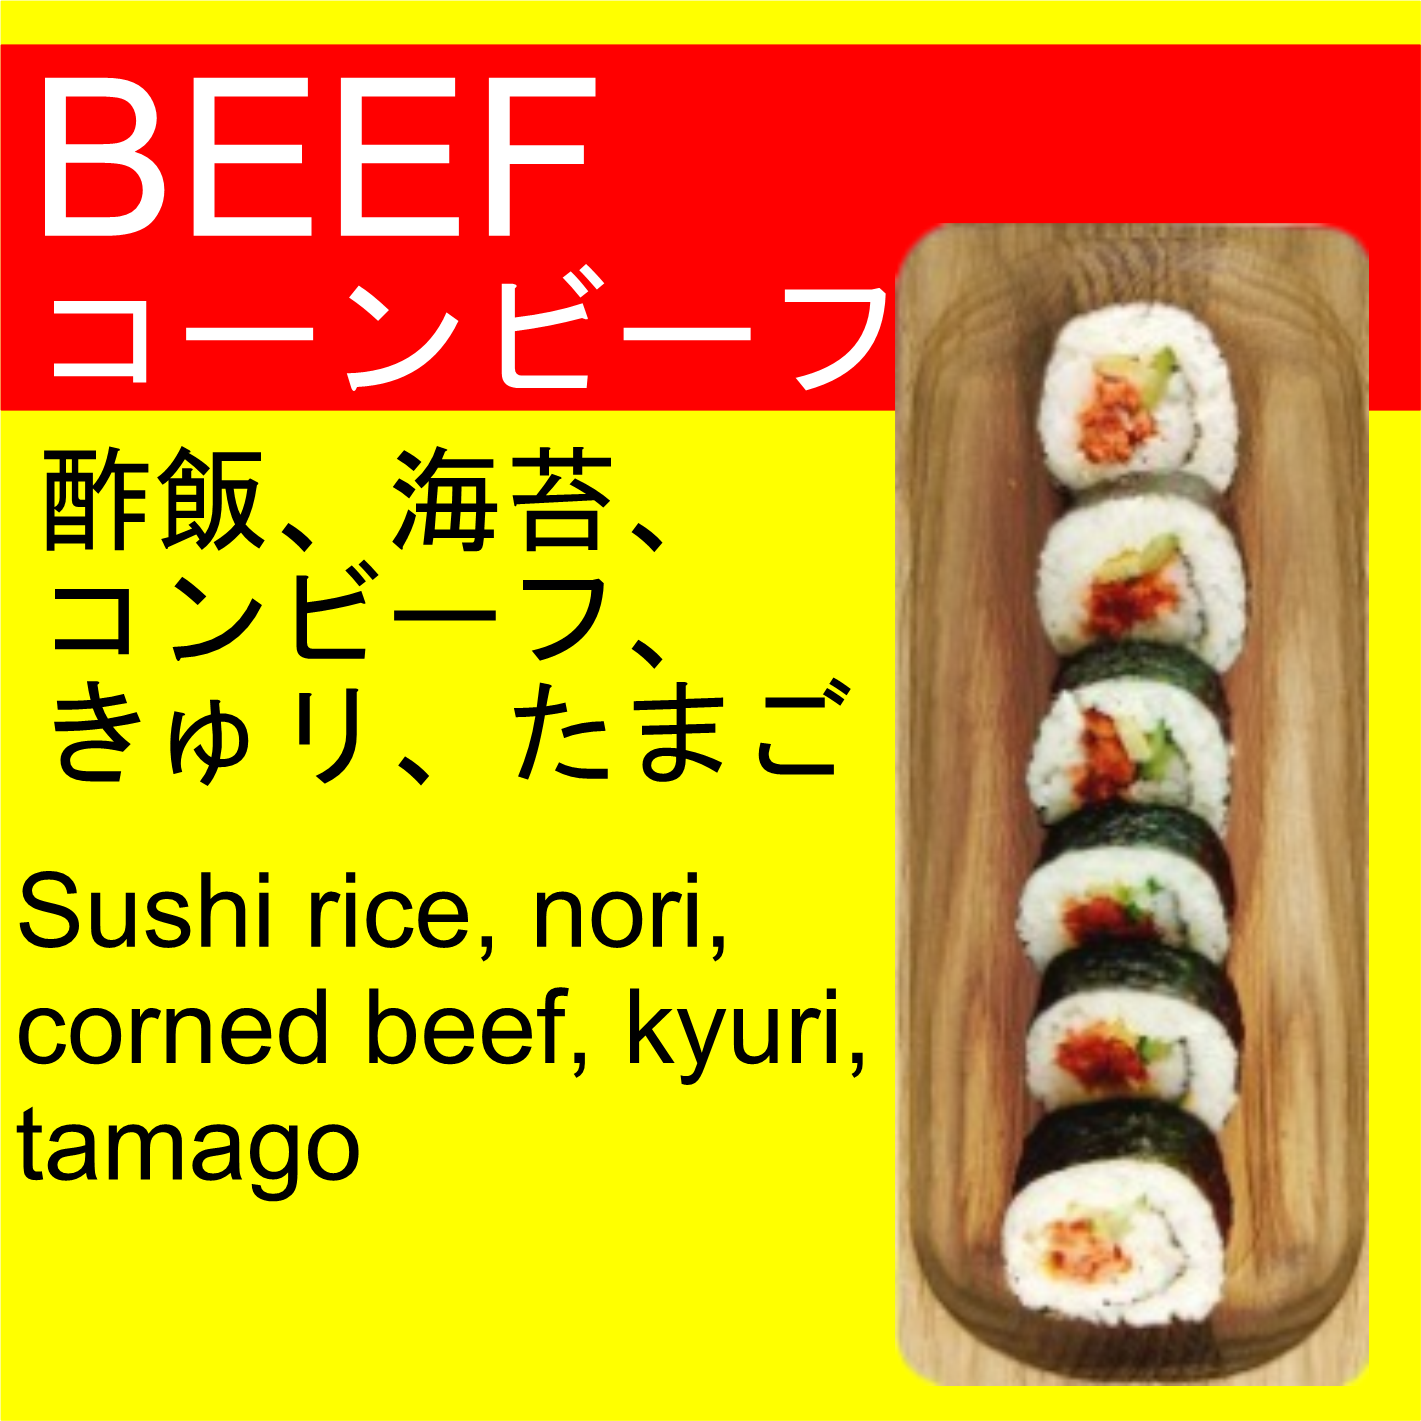 BEEF
コーンビーフ
酢飯、海苔、
コンビーフ、
きゅリ、たまご
Sushi rice, nori,
corned beef, kyuri,
tamago